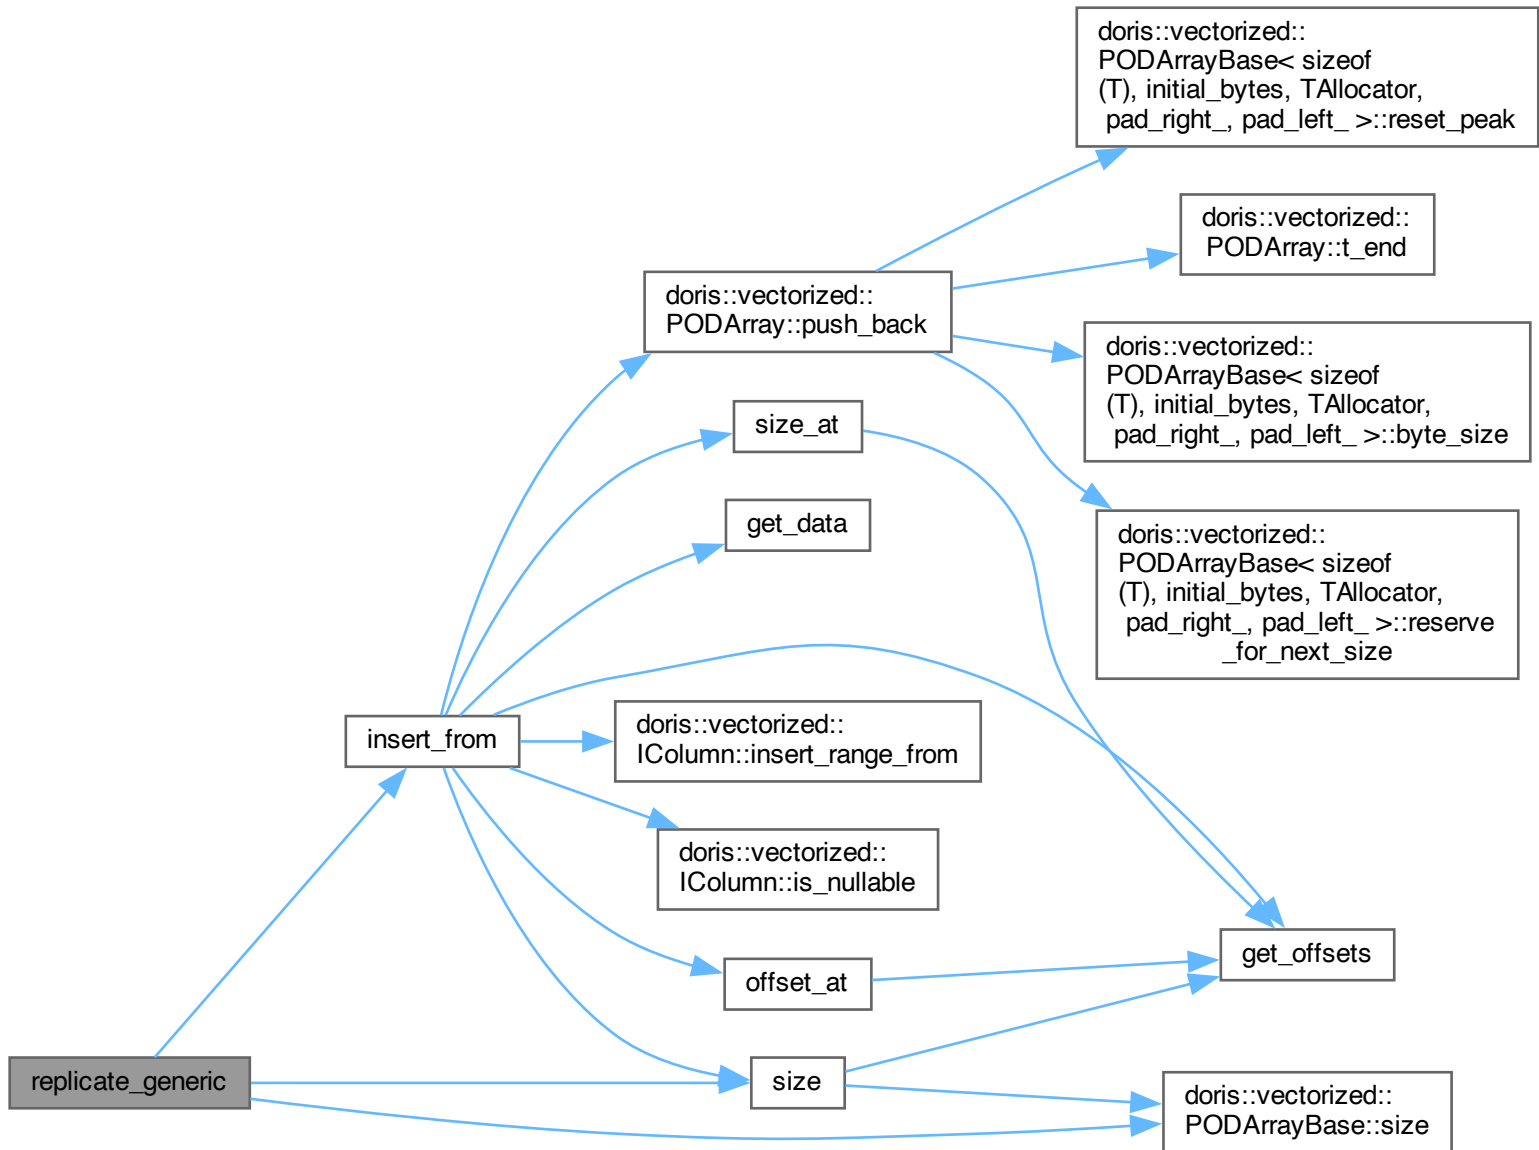 doris::vectorized::
PODArrayBase< sizeof
(T), initial_bytes, TAllocator,
pad_right_, pad_left_ >::reset_peak
doris::vectorized::
PODArray::t_end
doris::vectorized::
PODArray::push_back
doris::vectorized::
PODArrayBase< sizeof
(T), initial_bytes, TAllocator,
pad_right_, pad_left_ >::byte_size
size_at
get_data
doris::vectorized::
PODArrayBase< sizeof
(T), initial_bytes, TAllocator,
pad_right_, pad_left_ >::reserve
_for_next_size
insert_from
doris::vectorized::
IColumn::insert_range_from
doris::vectorized::
IColumn::is_nullable
get_offsets
offset_at
replicate_generic
size
doris::vectorized::
PODArrayBase::size